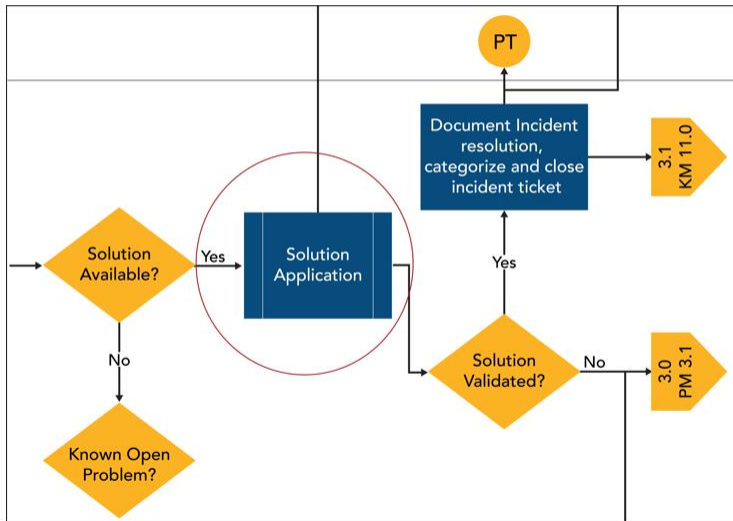 PT
Document Incident
resolution,
categorize and close
incident ticket
3.1
KM 11.0
Solution
Available?
Yes
Solution
Application
Yes
Solution
Validated?
No
3.0
PM 3.1
No
Known Open
Problem?